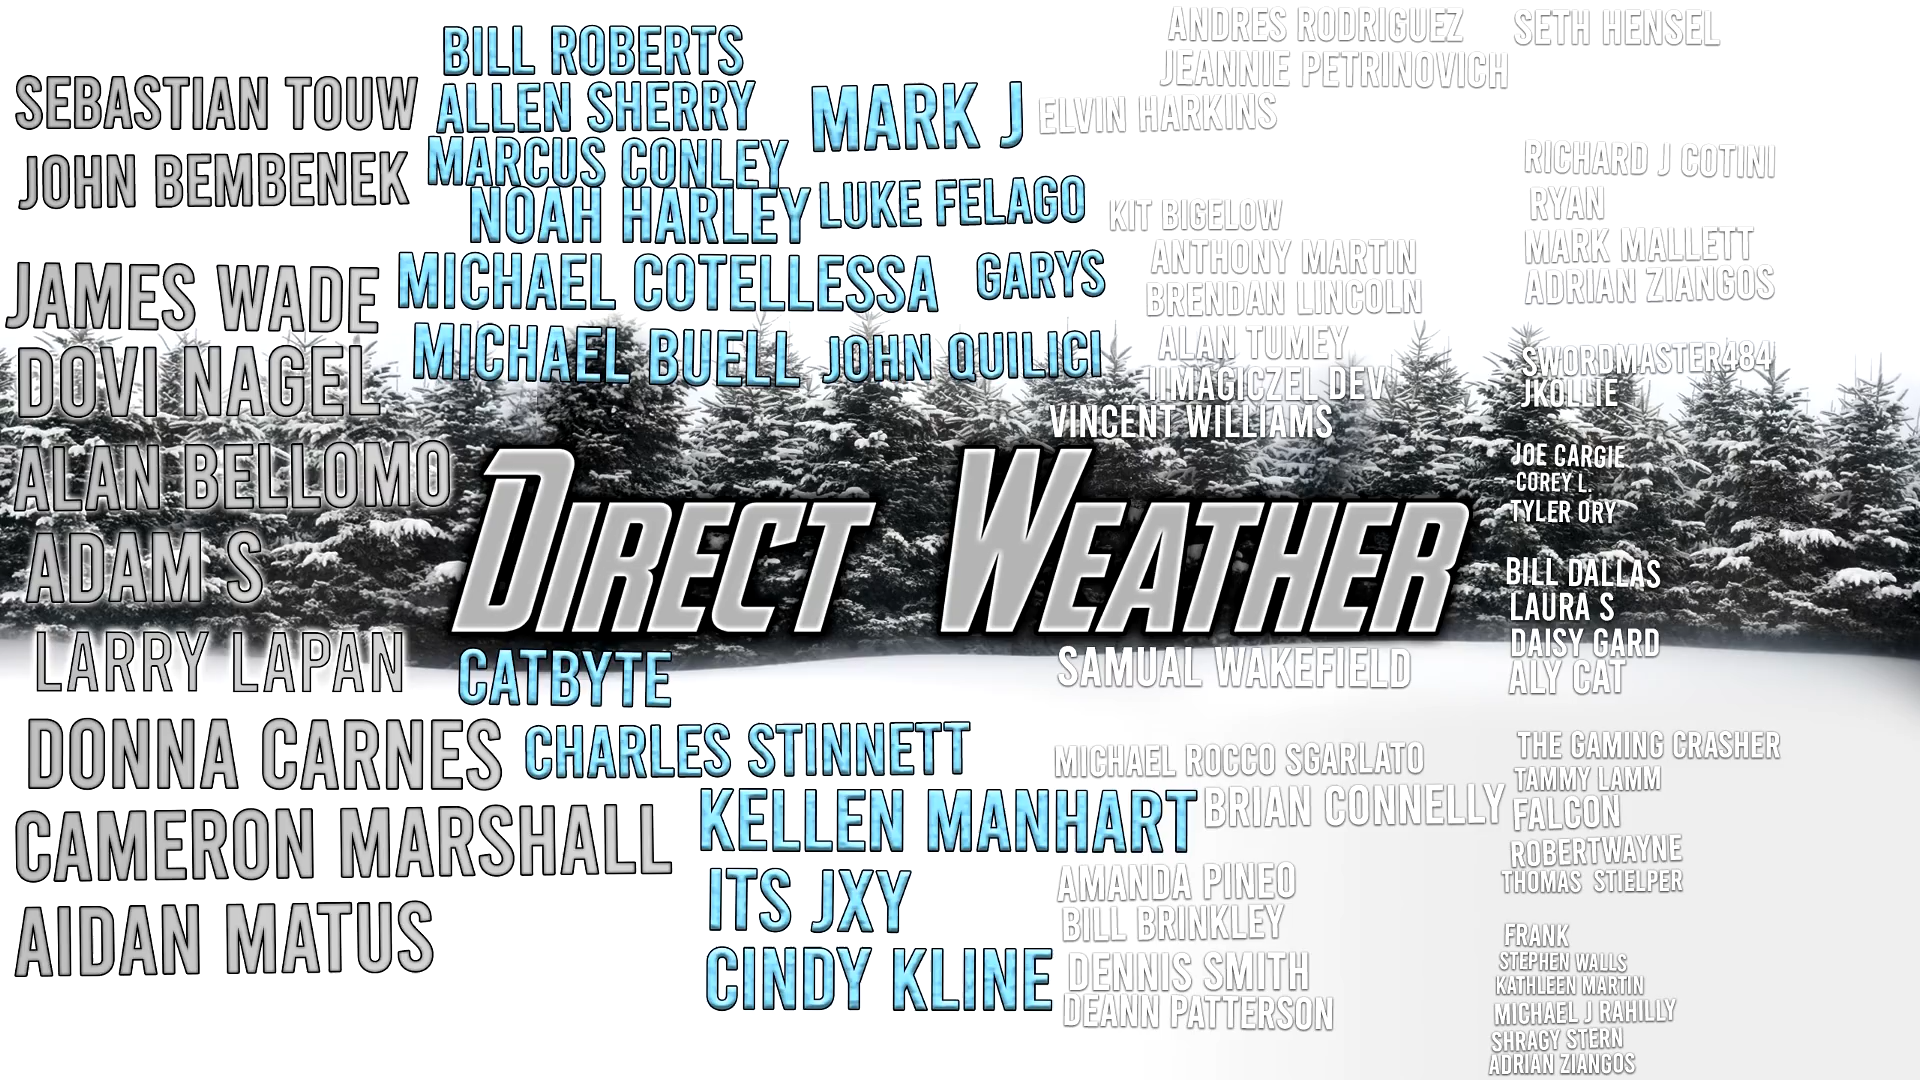 SEBASTIAN TOUW
JOHN BEMBENEK
JAMES WADE
DOVI NAGEL
ALAN BELLOMO
ADAM S
LARRY LAPAN
DONNA CARNES
CAMERON MARSHALL
AIDAN MATUS
BILL ROBERTS
ALLEN SHERRY
MARCUS CONLEY
NOAH HARLEY
MICHAEL COTELLESSA
MICHAEL BUELL
MARK J
LUKE FELAGO
GARYS
JOHN QUILICI
DIRECT WEATHER
CATBYTE
CHARLES STINNETT
KELLEN MANHART
ITS JXY
CINDY KLINE
ANDRES RODRIGUEZ
JEANNIE PETRINOVICH
ELVIN HARKINS
KIT BIGELOW
ANTHONY MARTIN
BRENDAN LINCOLN
ALAN TUMEY
IIMAGICZEL DEV
VINCENT WILLIAMS
SAMUAL WAKEFIELD
MICHAEL ROCCO SGARLATO
BRIAN CONNELLY
AMANDA PINEO
BILL BRINKLEY
DENNIS SMITH
DEANN PATTERSON
SETH HENSEL
RICHARD J COTINI
RYAN
MARK MALLETT
ADRIAN ZIANGOS
SWORDMASTER484
JKOLLIE
JOE CARGIE
COREY L.
TYLER ORY
BILL DALLAS
LAURA S
DAISY GARD
ALY CAT
THE GAMING CRASHER
TAMMY LAMM
FALCON
ROBERTWAYNE
THOMAS STIELPER
FRANK
STEPHEN WALLS
KATHLEEN MARTIN
MICHAEL J RAHILLY
SHRAGY STERN
ADRIAN ZIANGOS